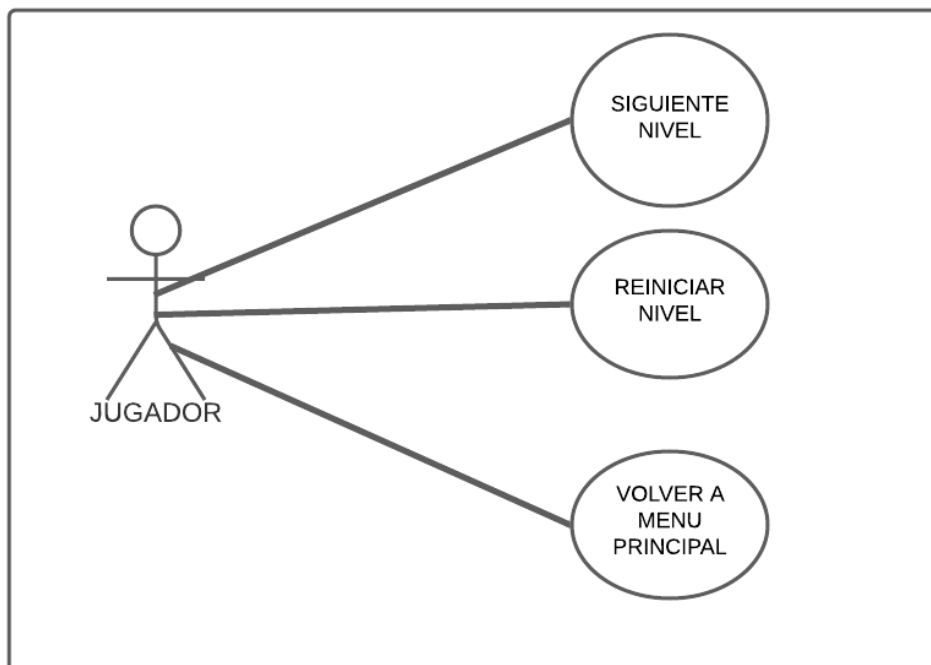 SIGUIENTE
NIVEL
REINICIAR
NIVEL
JUGADOR
VOLVER A
MENU
PRINCIPAL